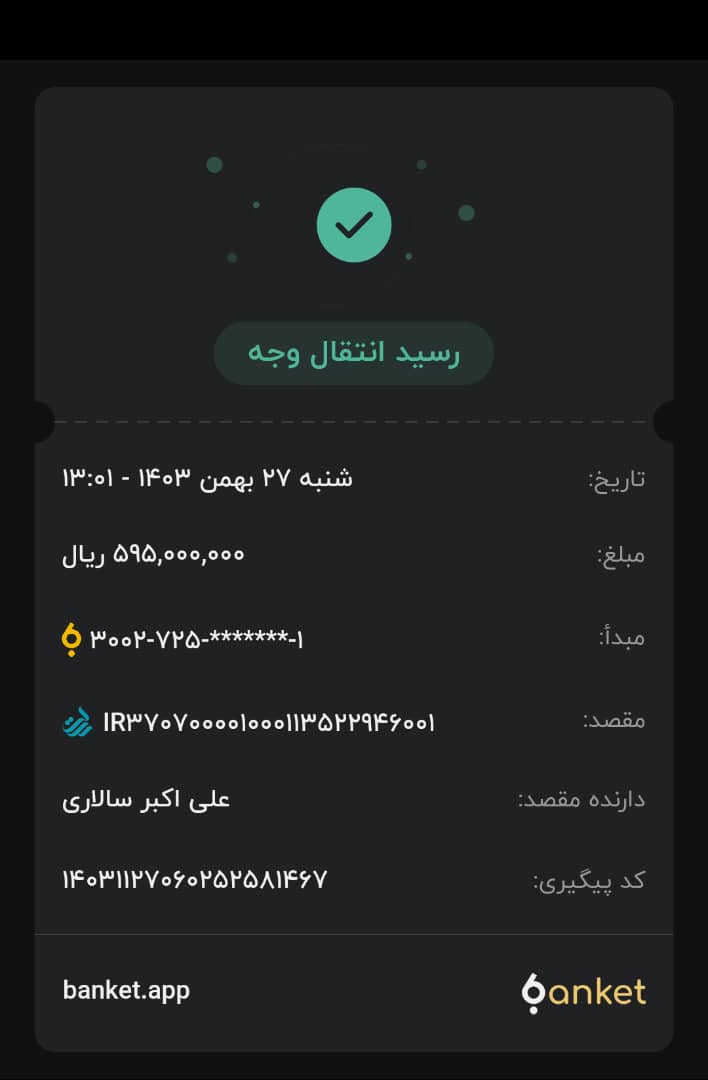 رسید انتقال وجه
تاریخ: شنبه ۲۷ بهمن ۱۴۰۳ - ۱۳:۰۱
مبلغ: ۵۹۵,۰۰۰,۰۰۰ ریال
مبدأ: ۳۰۰۲-۷۲۵-*******-۱
مقصد: IR۳۷۰۷۰۰۰۰۱۰۰۰۱۱۳۵۲۲۹۴۶۰۰۱
دارنده مقصد: علی اکبر سالاری
کد پیگیری: ۱۴۰۳۱۱۲۷۰۶۰۲۵۲۵۸۱۴۶۷
banket.app banket